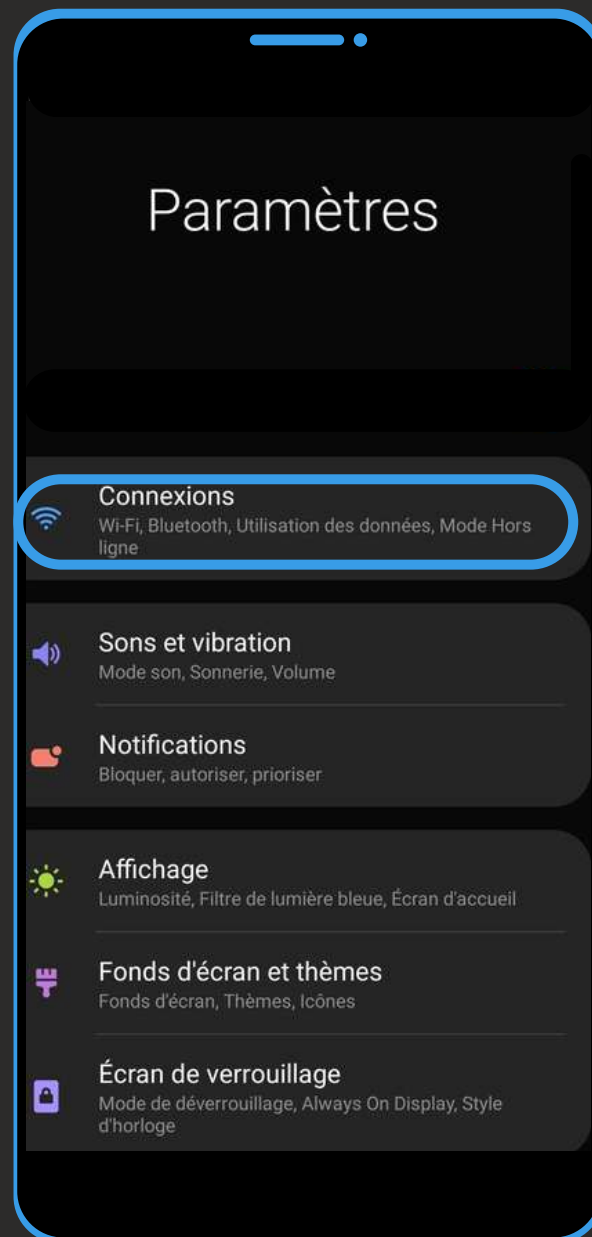 Paramètres
Connexions
Wi-Fi, Bluetooth, Utilisation des données, Mode Hors
ligne
Sons et vibration
Mode son, Sonnerie, Volume
Notifications
Bloquer, autoriser, prioriser
Affichage
Luminosité, Filtre de lumière bleue, Écran d'accueil
Fonds d'écran et thèmes
Fonds d'écran, Thèmes, Icônes
Écran de verrouillage
Mode de déverrouillage, Always On Display, Style
d'horloge